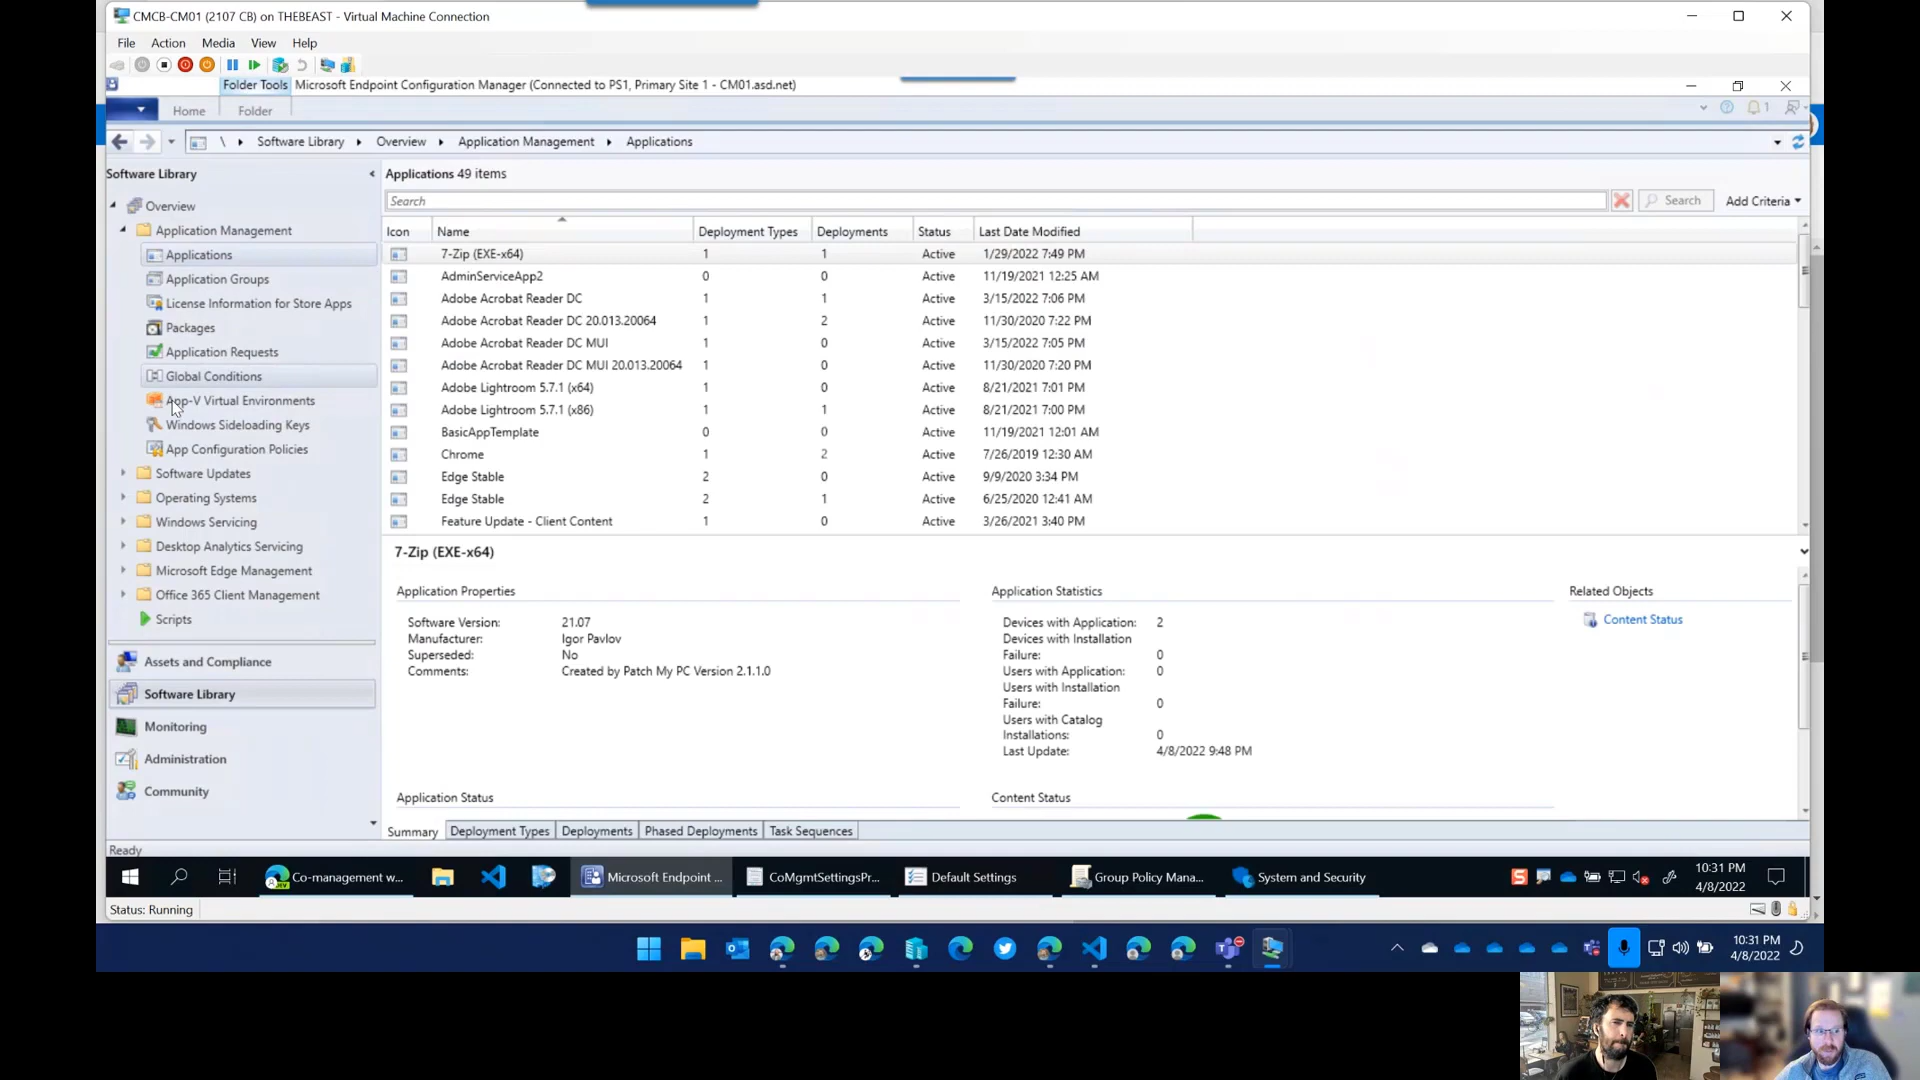 CMCB-CM01 (2107 CB) on THEBEAST - Virtual Machine Connection
File Action Media View Help
Folder Tools Microsoft Endpoint Configuration Manager (Connected to PS1, Primary Site 1 - CM01.asd.net)
Home Folder
1
\ Software Library Overview Application Management Applications
Software Library
Overview
Application Management
Applications
Application Groups
License Information for Store Apps
Packages
Application Requests
Global Conditions
App-V Virtual Environments
Windows Sideloading Keys
App Configuration Policies
Software Updates
Operating Systems
Windows Servicing
Desktop Analytics Servicing
Microsoft Edge Management
Office 365 Client Management
Scripts
Assets and Compliance
Software Library
Monitoring
Administration
Community
Applications 49 items
Search Search Add Criteria
Icon Name Deployment Types Deployments Status Last Date Modified
7-Zip (EXE-x64) 1 1 Active 1/29/2022 7:49 PM
AdminServiceApp2 0 0 Active 11/19/2021 12:25 AM
Adobe Acrobat Reader DC 1 1 Active 3/15/2022 7:06 PM
Adobe Acrobat Reader DC 20.013.20064 1 2 Active 11/30/2020 7:22 PM
Adobe Acrobat Reader DC MUI 1 0 Active 3/15/2022 7:05 PM
Adobe Acrobat Reader DC MUI 20.013.20064 1 0 Active 11/30/2020 7:20 PM
Adobe Lightroom 5.7.1 (x64) 1 0 Active 8/21/2021 7:01 PM
Adobe Lightroom 5.7.1 (x86) 1 1 Active 8/21/2021 7:00 PM
BasicAppTemplate 0 0 Active 11/19/2021 12:01 AM
Chrome 1 2 Active 7/26/2019 12:30 AM
Edge Stable 2 0 Active 9/9/2020 3:34 PM
Edge Stable 2 1 Active 6/25/2020 12:41 AM
Feature Update - Client Content 1 0 Active 3/26/2021 3:40 PM
7-Zip (EXE-x64)
Application Properties
Software Version: 21.07
Manufacturer: Igor Pavlov
Superseded: No
Comments: Created by Patch My PC Version 2.1.1.0
Application Statistics
Devices with Application: 2
Devices with Installation
Failure: 0
Users with Application: 0
Users with Installation
Failure: 0
Users with Catalog
Installations: 0
Last Update: 4/8/2022 9:48 PM
Related Objects
Content Status
Application Status Content Status
Summary Deployment Types Deployments Phased Deployments Task Sequences
Ready
Co-management w... Microsoft Endpoint ... CoMgmtSettingsPr... Default Settings Group Policy Mana... System and Security 10:31 PM
4/8/2022
Status: Running
10:31 PM
4/8/2022